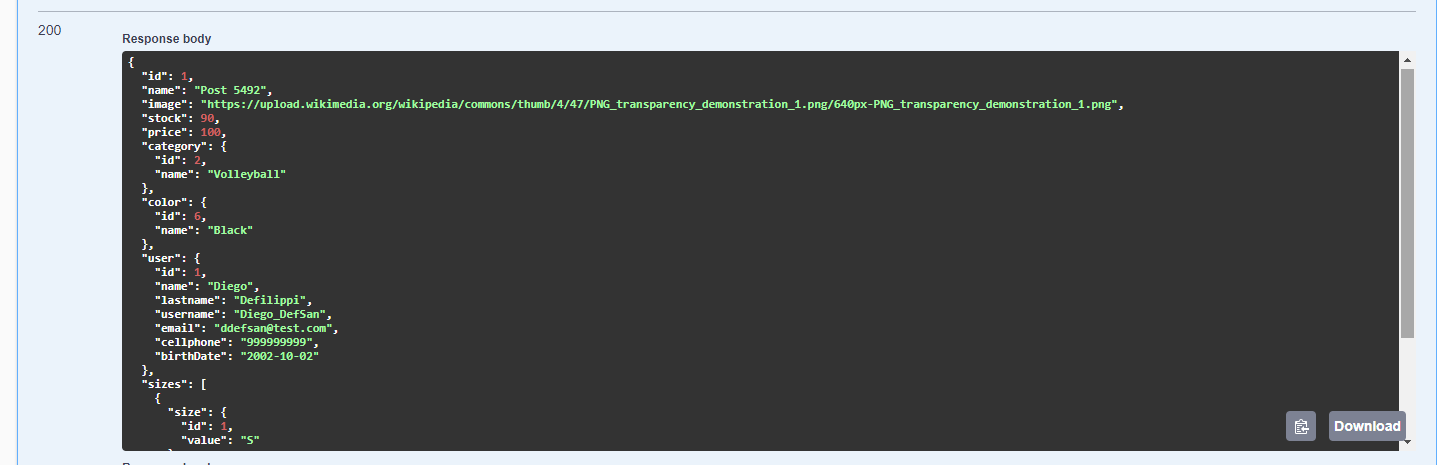 200
Response body
{
"id": 1,
"name": "Post 5492",
"image": "https://upload.wikimedia.org/wikipedia/commons/thumb/4/47/PNG_transparency_demonstration_1.png/640px-PNG_transparency_demonstration_1.png",
"stock": 90,
"price": 100,
"category": {
"id": 2,
"name": "Volleyball"
},
"color": {
"id": 6,
"name": "Black"
},
"user": {
"id": 1,
"name": "Diego",
"lastname": "Defilippi",
"username": "Diego_DefSan",
"email": "ddefsan@test.com",
"cellphone": "999999999",
"birthDate": "2002-10-02"
},
"sizes": [
{
"size": {
"id": 1,
"value": "S"
Download